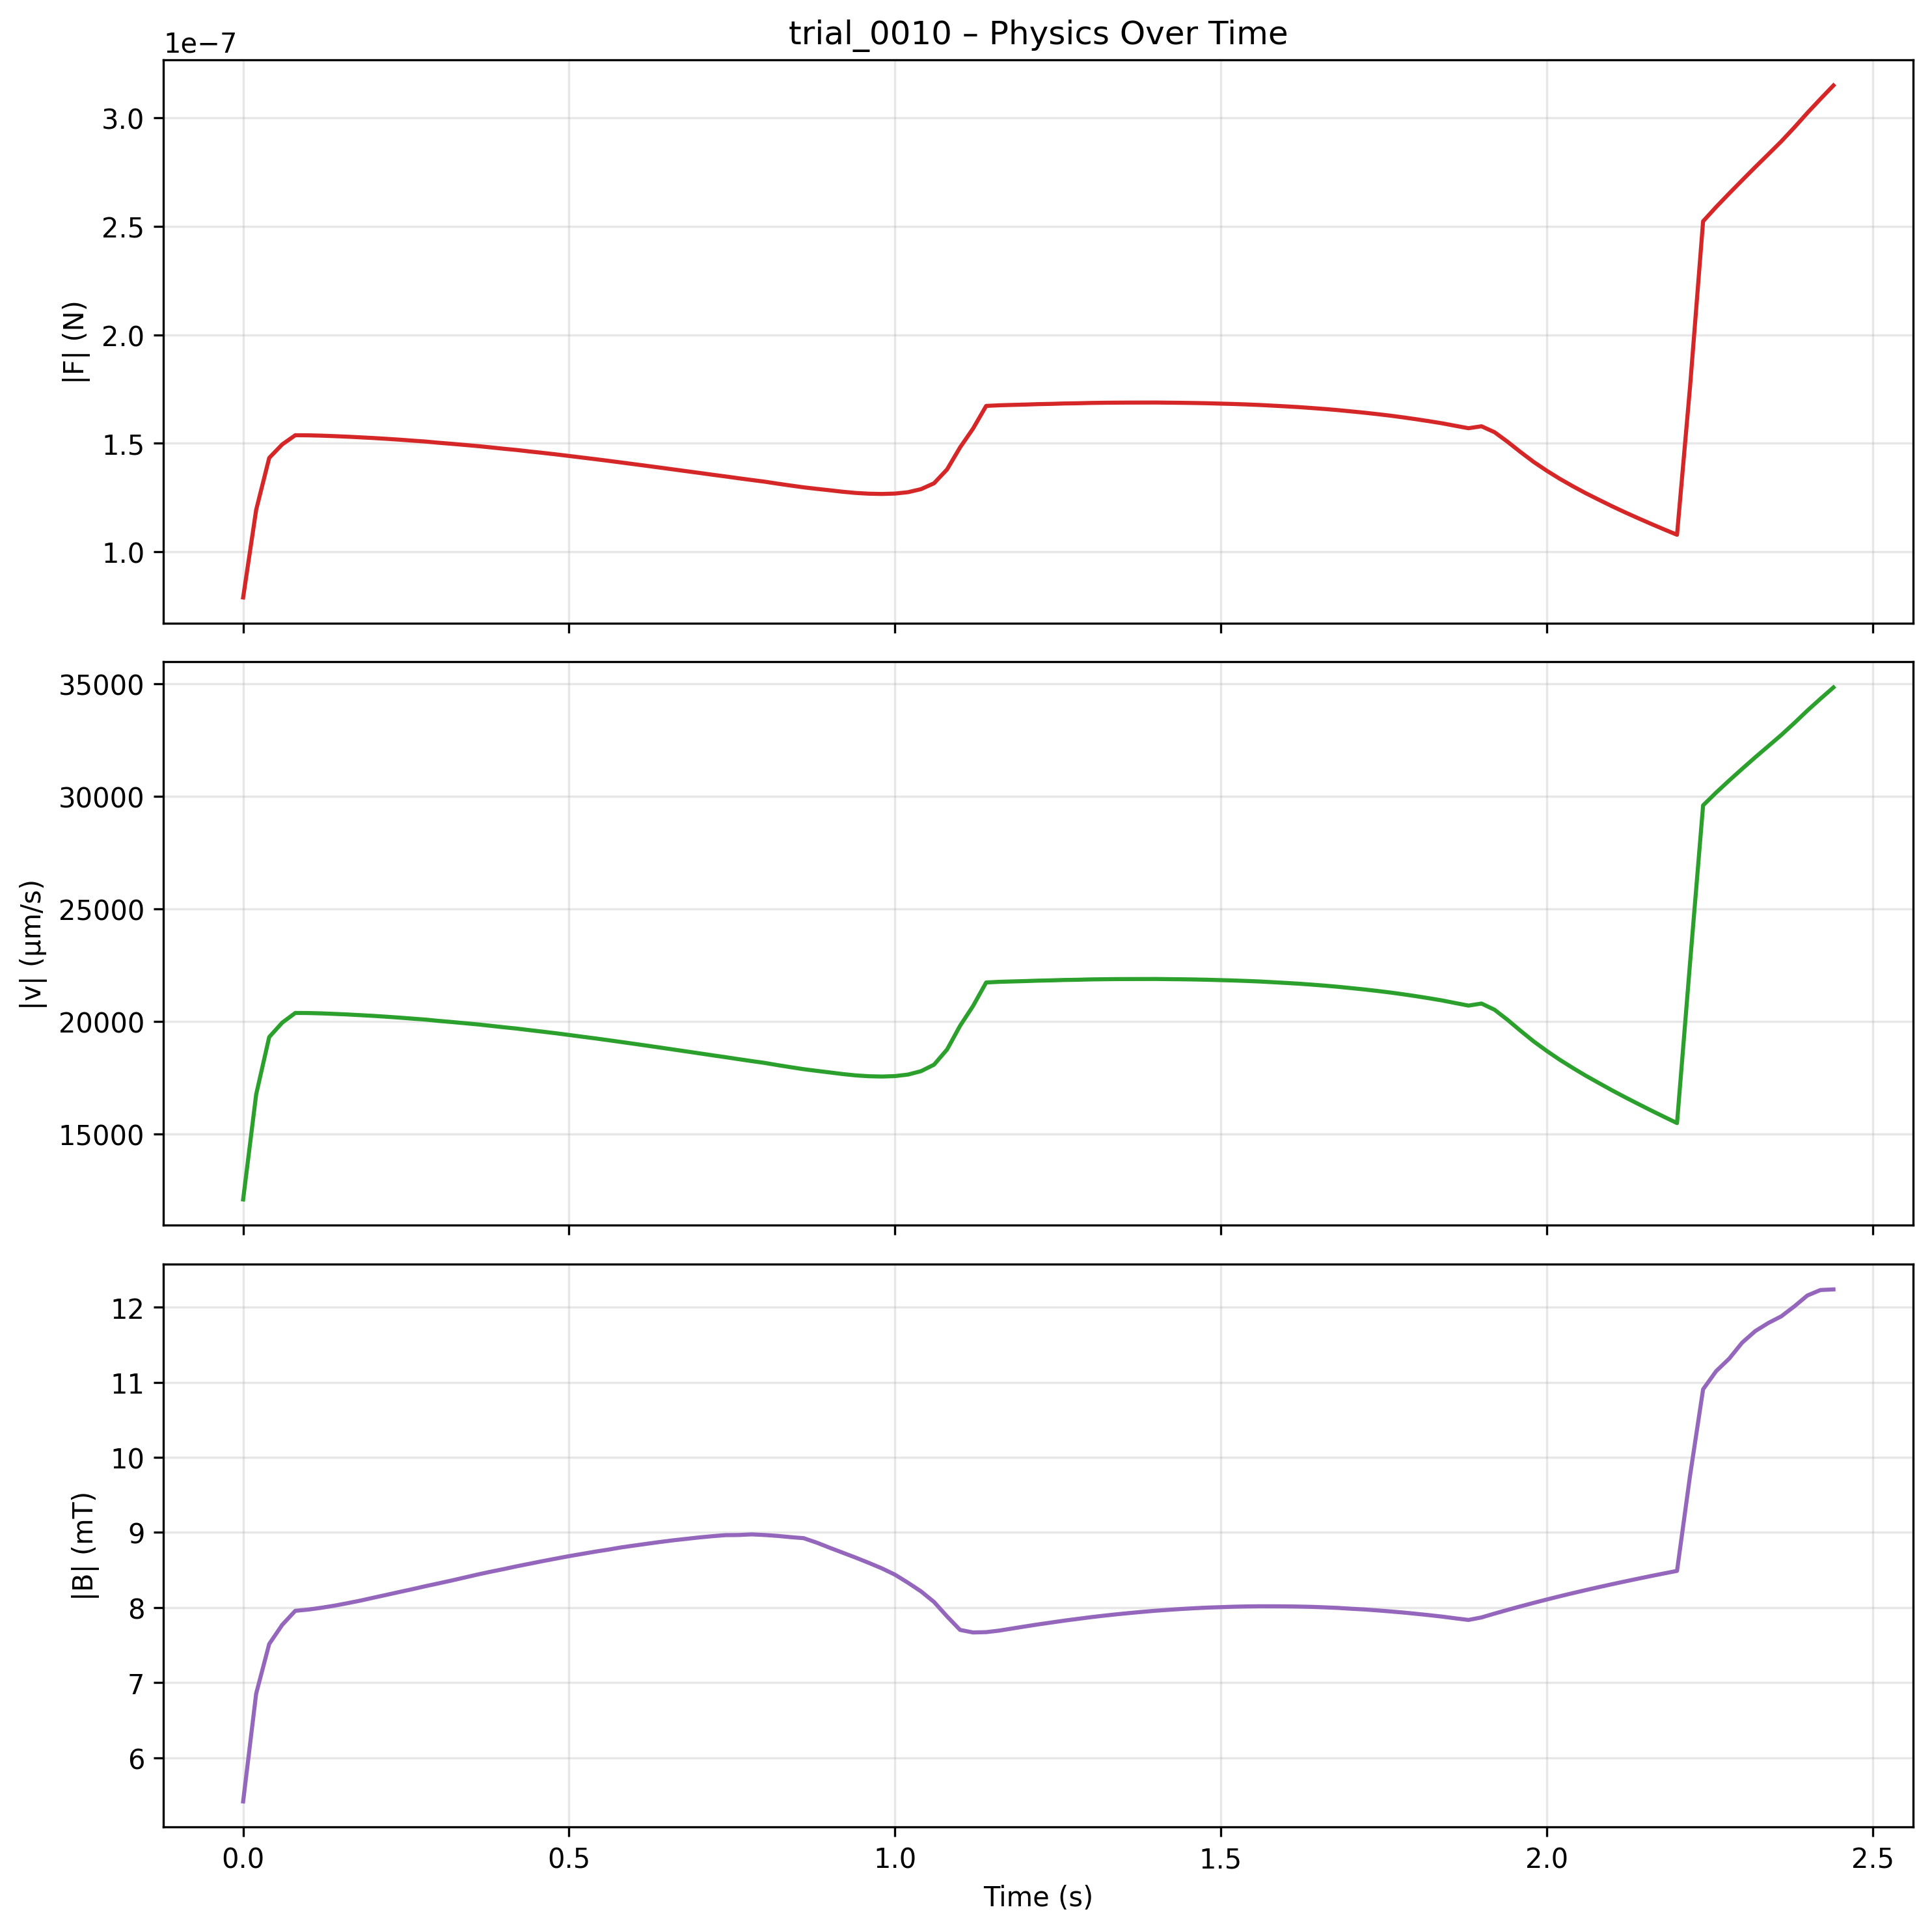 trial_0010 – Physics Over Time
1e−7
3.0
2.5
2.0
1.5
1.0
|F| (N)
35000
30000
25000
20000
15000
|v| (µm/s)
12
11
10
9
8
7
6
|B| (mT)
0.0 0.5 1.0 1.5 2.0 2.5
Time (s)